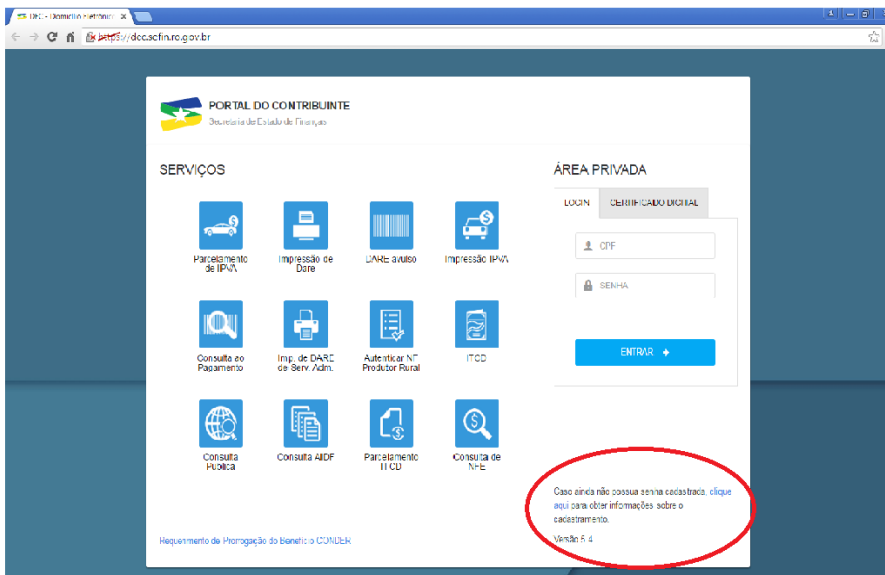 DEC - Domicílio Eletrônic
https://dec.sefin.ro.gov.br
PORTAL DO CONTRIBUINTE
Secretaria de Estado de Finanças
SERVIÇOS
Parcelamento
de IPVA
Impressão de
Dare
DARE avulso
Impressão IPVA
Consulta ao
Pagamento
Imp. de DARE
de Serv. Adm.
Autenticar NF
Produtor Rural
ITCD
Consulta
Publica
Consulta AIDF
Parcelamento
ITCD
Consulta de
NFE
Requerimento de Prorrogação do Benefício CONDER
ÁREA PRIVADA
LOGIN
CERTIFICADO DIGITAL
CPF
SENHA
ENTRAR
Caso ainda não possua senha cadastrada, clique
aqui para obter informações sobre o
cadastramento.
Versão 5.4